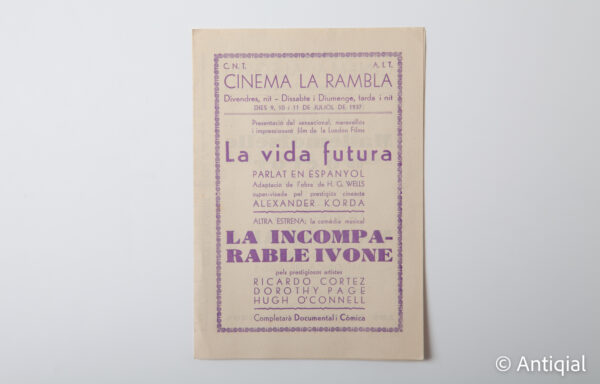 C.N.T. A.I.T.
CINEMA LA RAMBLA
Divendres, nit - Dissabte i Diumenge, tarda i nit
DIES 9, 10 i 11 DE JULIOL DE 1937
Presentació del sensacional, meravellós
i impressionant film de la London Films
La vida futura
PARLAT EN ESPANYOL
Adaptació de l'obra de H. G. WELLS
super-visada pel prestigiós cineasta
ALEXANDER KORDA
ALTRA ESTRENA; la comèdia musical
LA INCOMPA-
RABLE IVONE
pels prestigiosos artistes
RICARDO CORTEZ
DOROTHY PAGE
HUGH O'CONNELL
Completarà Documental i Còmica
© Antiqial